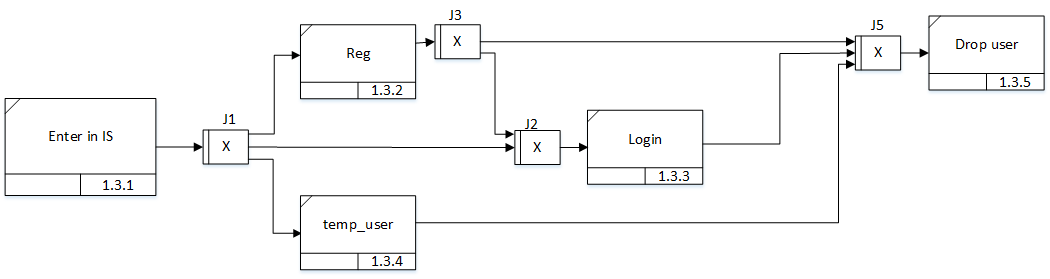 Enter in IS
1.3.1
J1
X
Reg
1.3.2
J3
X
J2
X
Login
1.3.3
temp_user
1.3.4
J5
X
Drop user
1.3.5